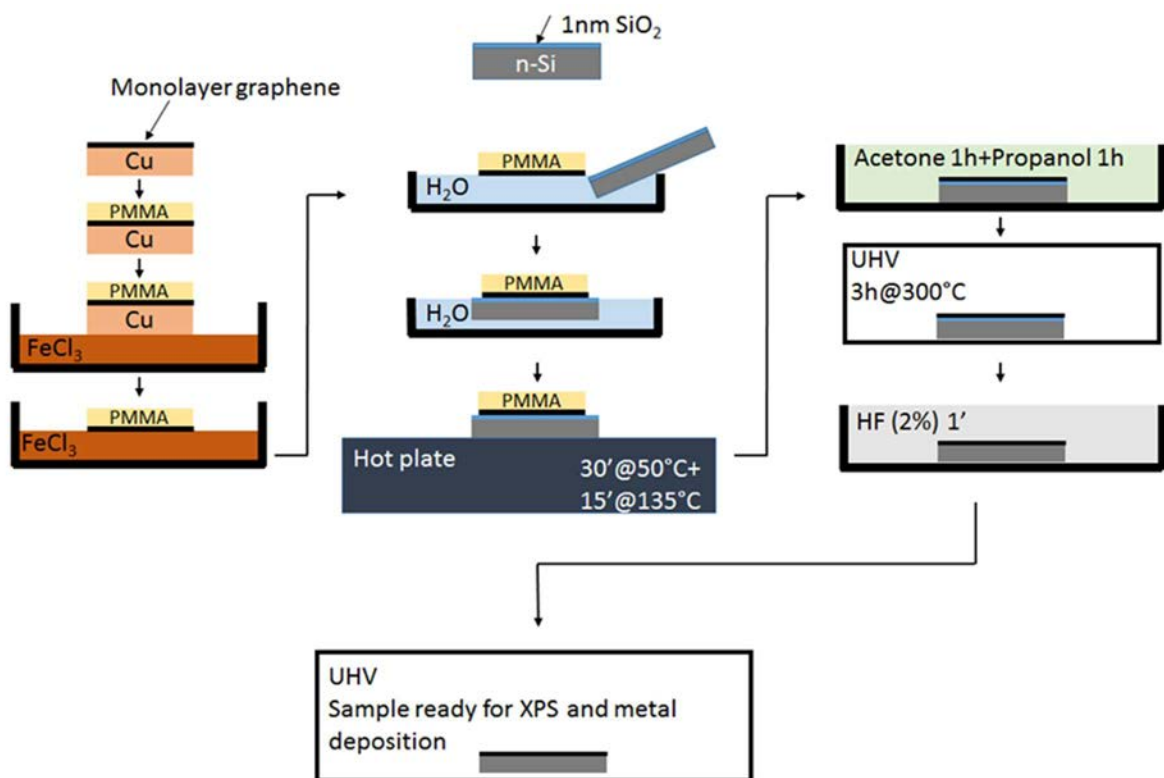 Monolayer graphene
Cu
PMMA
Cu
PMMA
Cu
FeCl₃
PMMA
FeCl₃
1nm SiO₂
n-Si
PMMA
H₂O
PMMA
H₂O
PMMA
Hot plate
30’@50°C+
15’@135°C
Acetone 1h+Propanol 1h
UHV
3h@300°C
HF (2%) 1’
UHV
Sample ready for XPS and metal
deposition